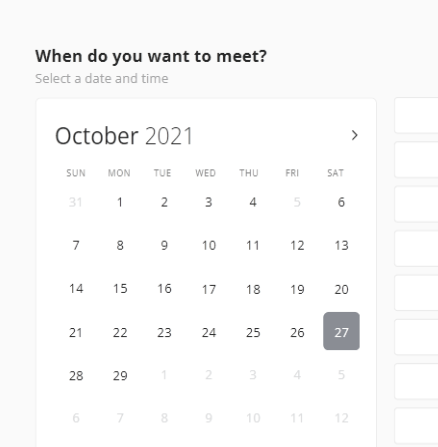 When do you want to meet?
Select a date and time
October 2021
SUN MON TUE WED THU FRI SAT
31 1 2 3 4 5 6
7 8 9 10 11 12 13
14 15 16 17 18 19 20
21 22 23 24 25 26 27
28 29 1 2 3 4 5
6 7 8 9 10 11 12